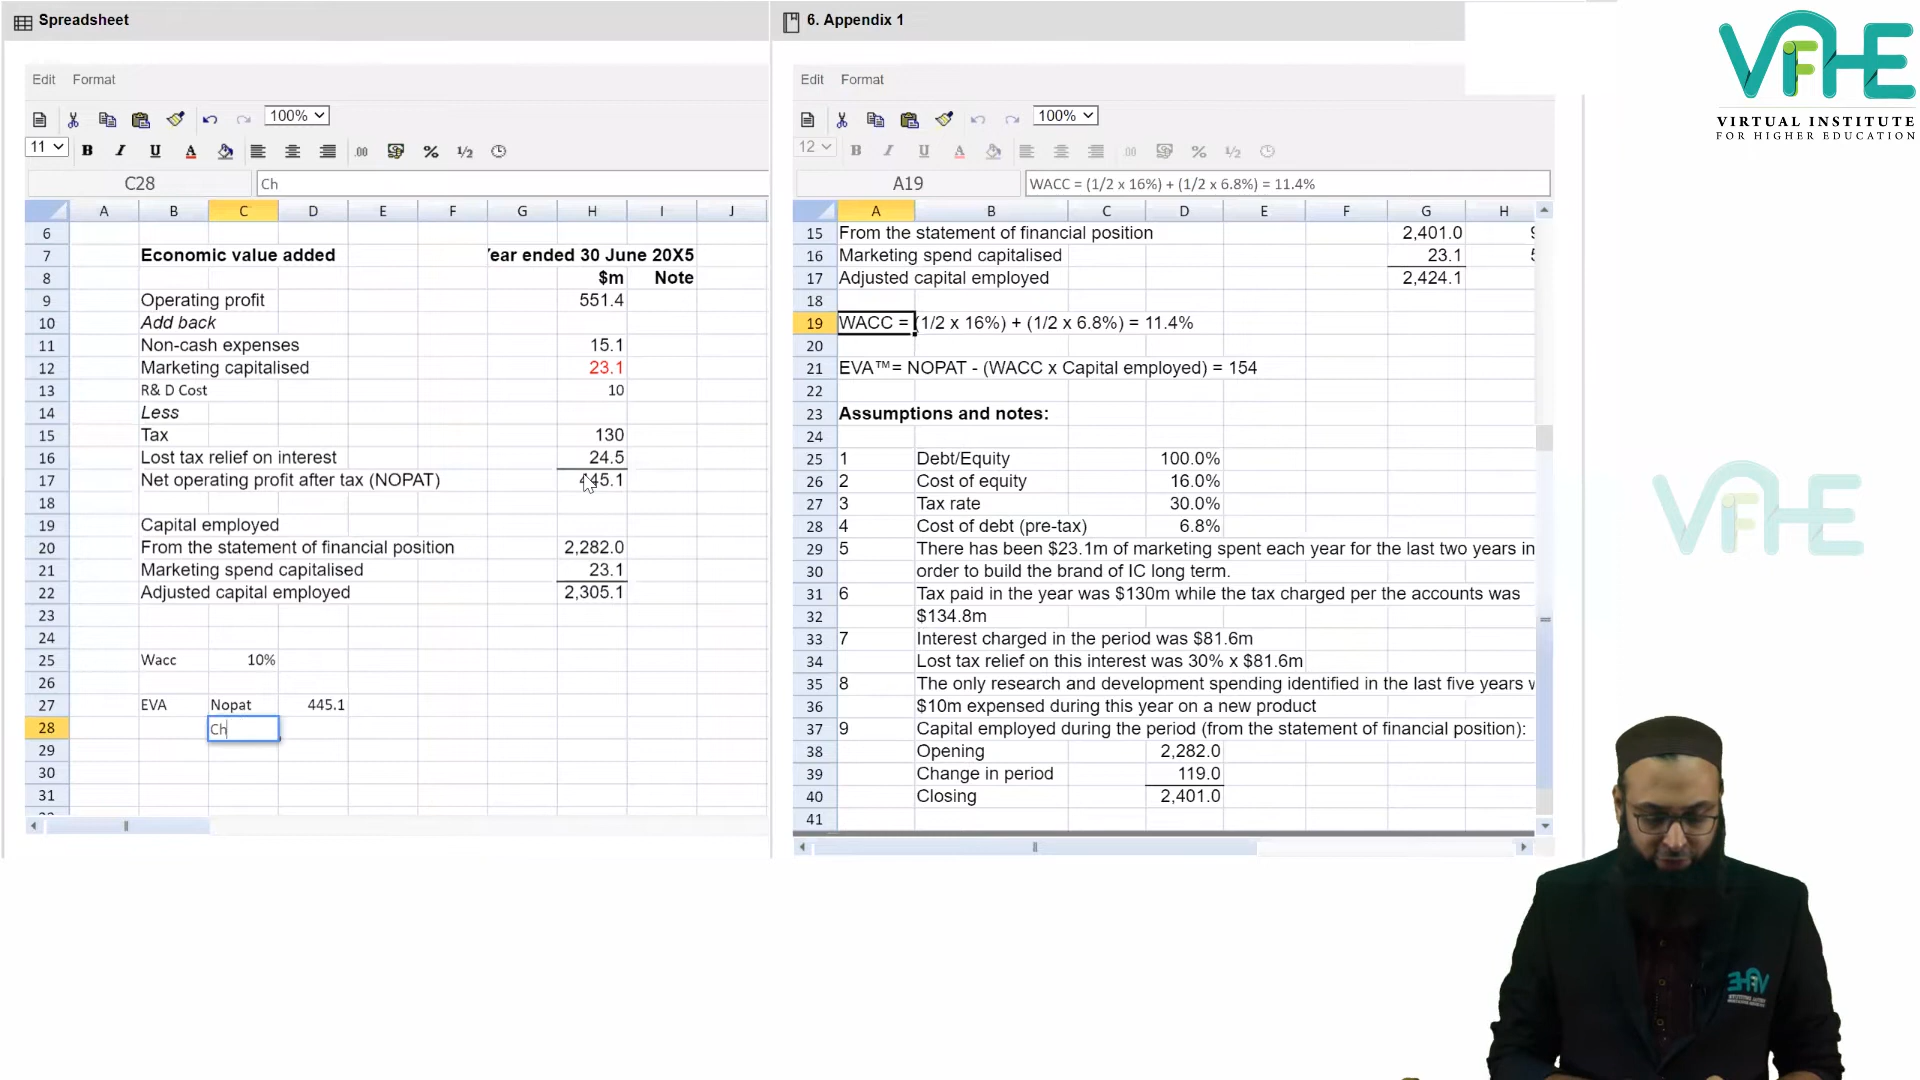 Spreadsheet
Edit Format
100%
11 B I U A .00 % 1/2
C28 Ch
A B C D E F G H I J
6
7 Economic value added Year ended 30 June 20X5
8 $m Note
9 Operating profit 551.4
10 Add back
11 Non-cash expenses 15.1
12 Marketing capitalised 23.1
13 R& D Cost 10
14 Less
15 Tax 130
16 Lost tax relief on interest 24.5
17 Net operating profit after tax (NOPAT) 445.1
18
19 Capital employed
20 From the statement of financial position 2,282.0
21 Marketing spend capitalised 23.1
22 Adjusted capital employed 2,305.1
23
24
25 Wacc 10%
26
27 EVA Nopat 445.1
28 Ch
29
30
31
6. Appendix 1
Edit Format
100%
12 B I U A .00 % 1/2
A19 WACC = (1/2 x 16%) + (1/2 x 6.8%) = 11.4%
A B C D E F G H
15 From the statement of financial position 2,401.0
16 Marketing spend capitalised 23.1
17 Adjusted capital employed 2,424.1
18
19 WACC = (1/2 x 16%) + (1/2 x 6.8%) = 11.4%
20
21 EVA™= NOPAT - (WACC x Capital employed) = 154
22
23 Assumptions and notes:
24
25 1 Debt/Equity 100.0%
26 2 Cost of equity 16.0%
27 3 Tax rate 30.0%
28 4 Cost of debt (pre-tax) 6.8%
29 5 There has been $23.1m of marketing spent each year for the last two years in
30 order to build the brand of IC long term.
31 6 Tax paid in the year was $130m while the tax charged per the accounts was
32 $134.8m
33 7 Interest charged in the period was $81.6m
34 Lost tax relief on this interest was 30% x $81.6m
35 8 The only research and development spending identified in the last five years
36 $10m expensed during this year on a new product
37 9 Capital employed during the period (from the statement of financial position):
38 Opening 2,282.0
39 Change in period 119.0
40 Closing 2,401.0
41
VIFHE
VIRTUAL INSTITUTE
FOR HIGHER EDUCATION
VIFHE
VIFHE